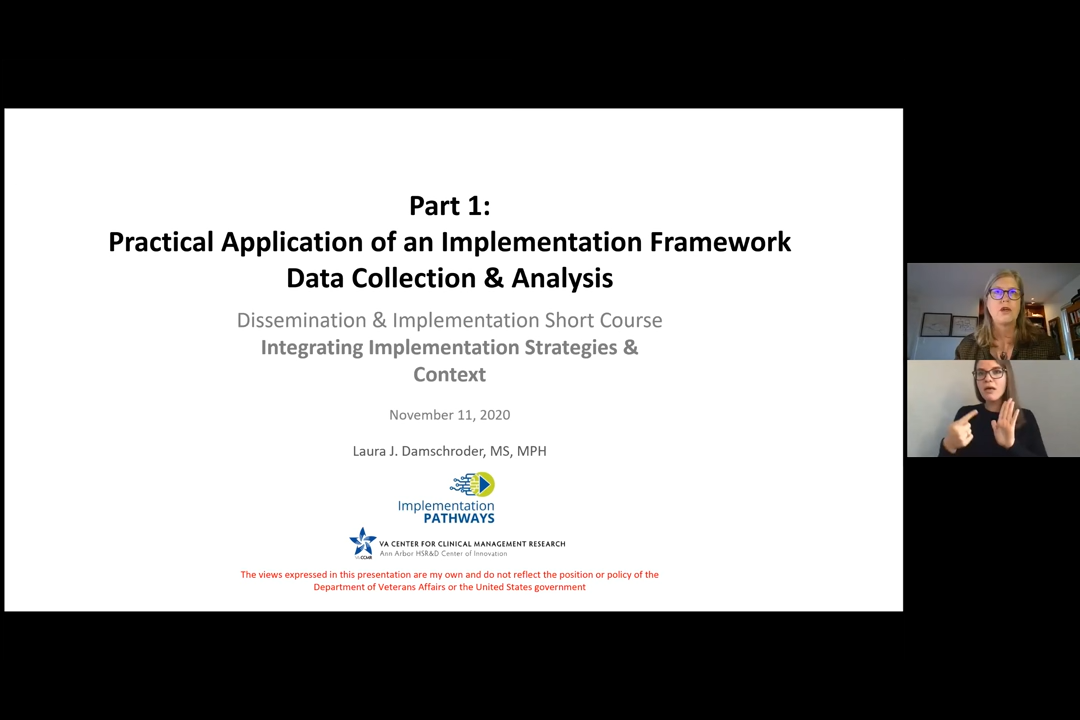 Part 1:
Practical Application of an Implementation Framework
Data Collection & Analysis
Dissemination & Implementation Short Course
Integrating Implementation Strategies &
Context
November 11, 2020
Laura J. Damschroder, MS, MPH
Implementation
PATHWAYS
VA CENTER FOR CLINICAL MANAGEMENT RESEARCH
Ann Arbor HSR&D Center of Innovation
VA CCMR
The views expressed in this presentation are my own and do not reflect the position or policy of the
Department of Veterans Affairs or the United States government